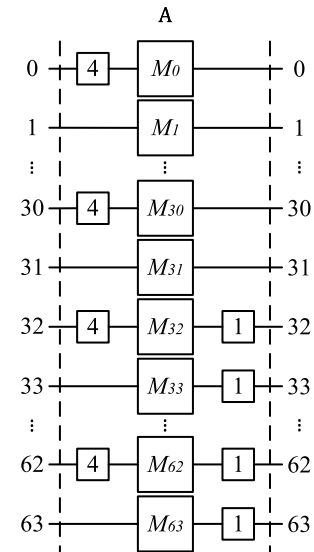 A
0 4 M0 0
1 M1 1
⋮ ⋮ ⋮
30 4 M30 30
31 M31 31
32 4 M32 1 32
33 M33 1 33
⋮ ⋮ ⋮
62 4 M62 1 62
63 M63 1 63